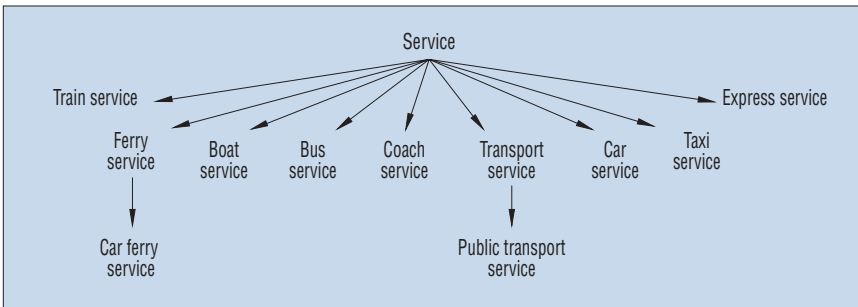 Service
Train service
Express service
Ferry
service
Boat
service
Bus
service
Coach
service
Transport
service
Car
service
Taxi
service
Car ferry
service
Public transport
service